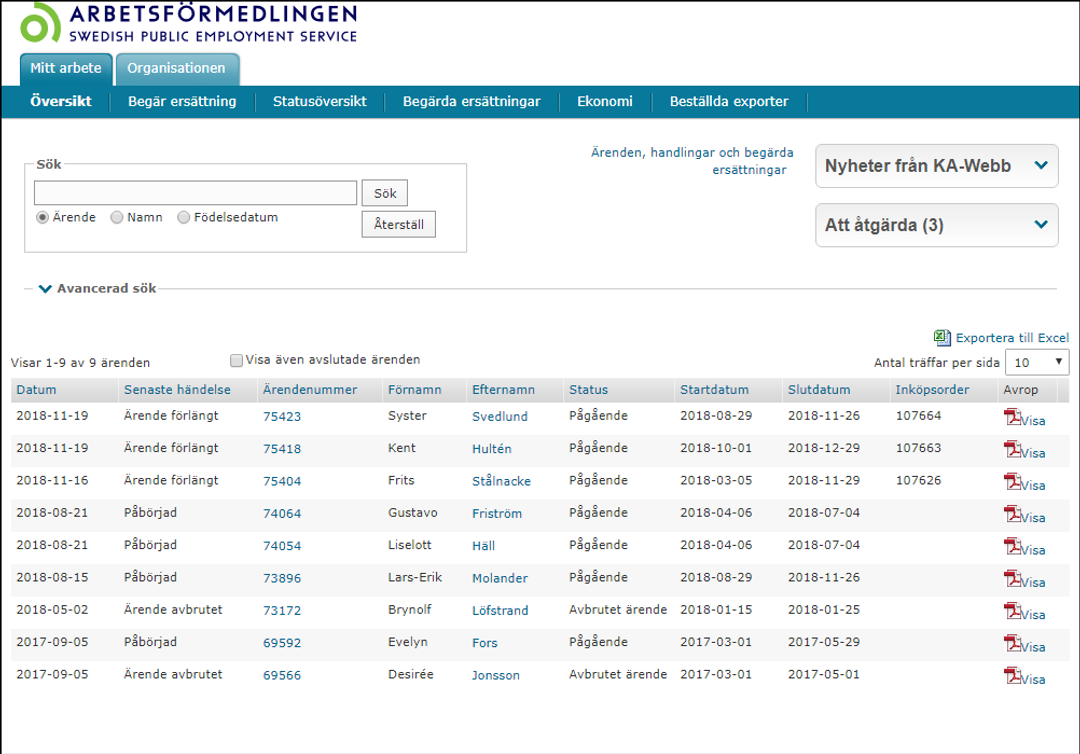 ARBETSFÖRMEDLINGEN
SWEDISH PUBLIC EMPLOYMENT SERVICE
Mitt arbete Organisationen
Översikt Begär ersättning Statusöversikt Begärda ersättningar Ekonomi Beställda exporter
Sök
Sök
Ärende Namn Födelsedatum
Återställ
Ärenden, handlingar och begärda
ersättningar
Nyheter från KA-Webb
Att åtgärda (3)
Avancerad sök
Exportera till Excel
Visar 1-9 av 9 ärenden Visa även avslutade ärenden Antal träffar per sida 10
Datum Senaste händelse Ärendenummer Förnamn Efternamn Status Startdatum Slutdatum Inköpsorder Avrop
2018-11-19 Ärende förlängt 75423 Syster Svedlund Pågående 2018-08-29 2018-11-26 107664 Visa
2018-11-19 Ärende förlängt 75418 Kent Hultén Pågående 2018-10-01 2018-12-29 107663 Visa
2018-11-16 Ärende förlängt 75404 Frits Stålnacke Pågående 2018-03-05 2018-11-29 107626 Visa
2018-08-21 Påbörjad 74064 Gustavo Friström Pågående 2018-04-06 2018-07-04 Visa
2018-08-21 Påbörjad 74054 Liselott Häll Pågående 2018-04-06 2018-07-04 Visa
2018-08-15 Påbörjad 73896 Lars-Erik Molander Pågående 2018-08-29 2018-11-26 Visa
2018-05-02 Ärende avbrutet 73172 Brynolf Löfstrand Avbrutet ärende 2018-01-15 2018-01-25 Visa
2017-09-05 Påbörjad 69592 Evelyn Fors Pågående 2017-03-01 2017-05-29 Visa
2017-09-05 Ärende avbrutet 69566 Desirée Jonsson Avbrutet ärende 2017-03-01 2017-05-01 Visa